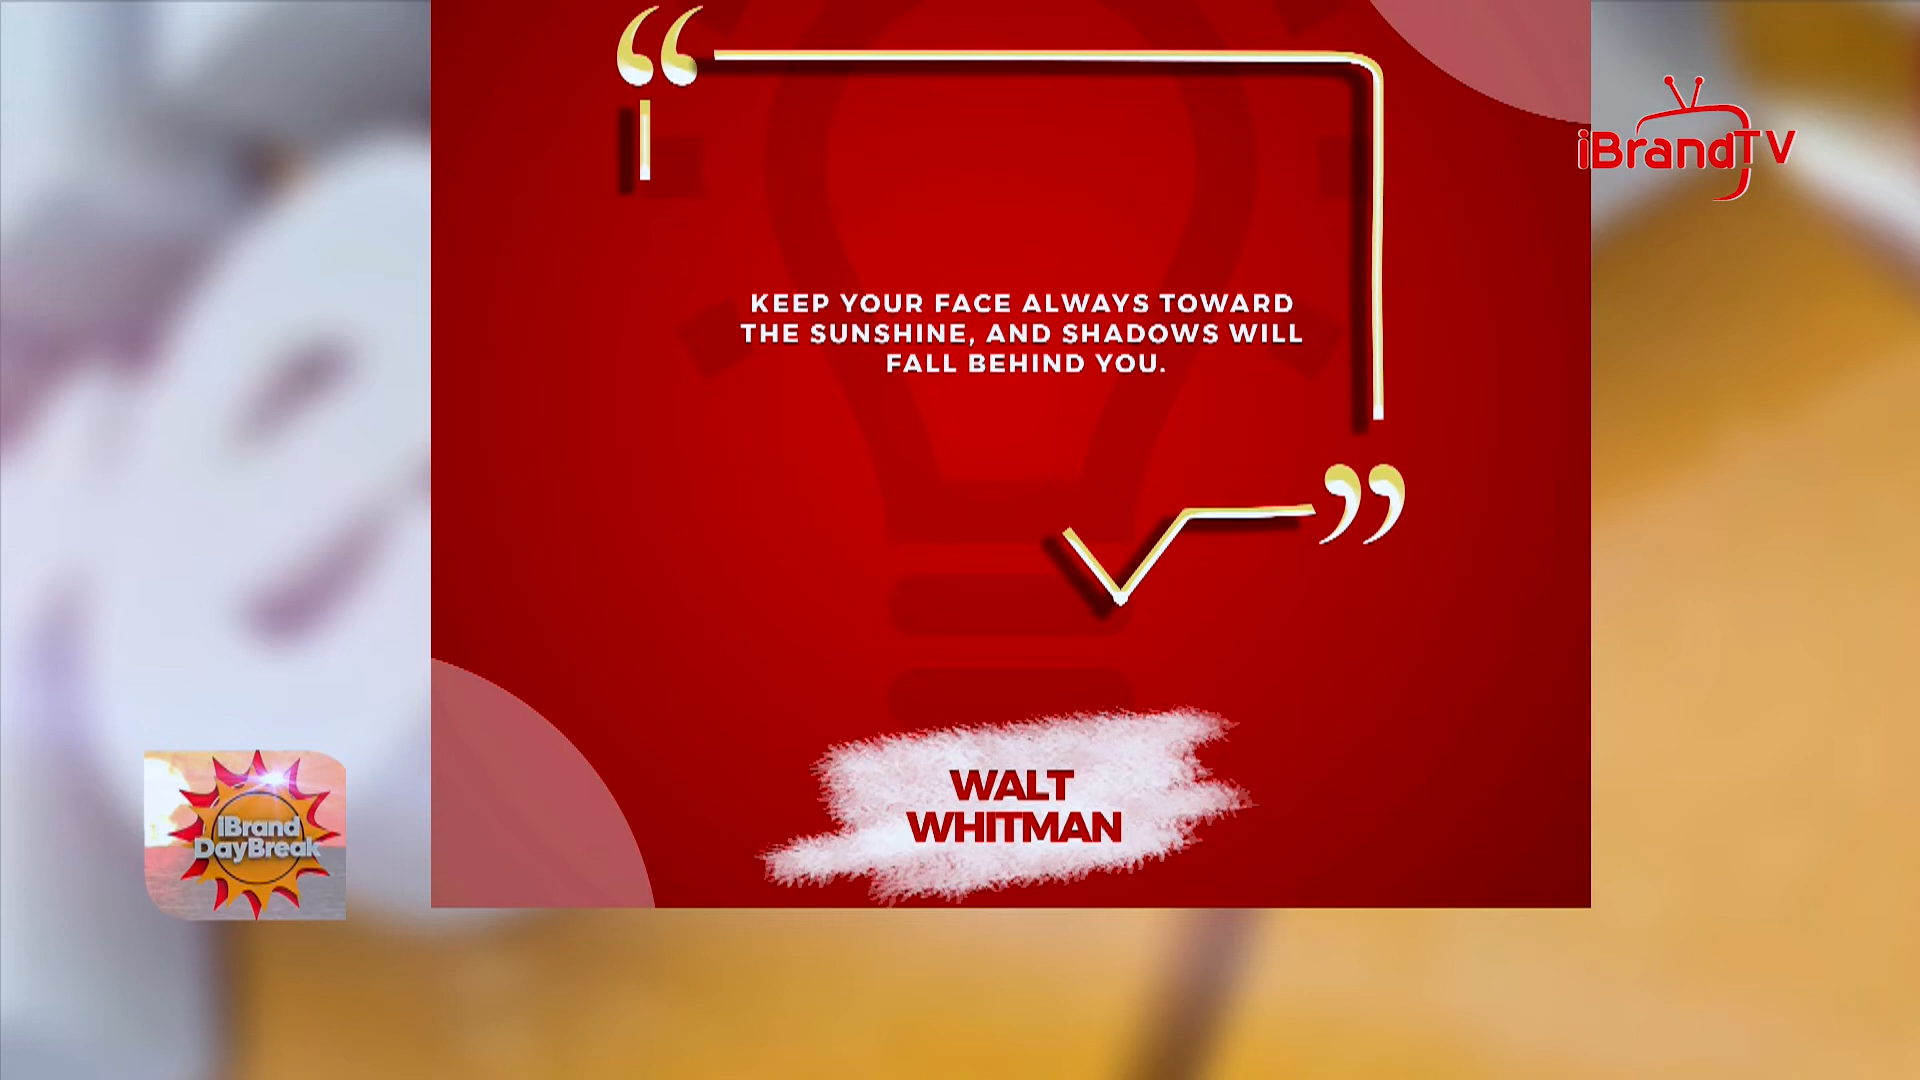 iBrandTV
KEEP YOUR FACE ALWAYS TOWARD
THE SUNSHINE, AND SHADOWS WILL
FALL BEHIND YOU.
WALT
WHITMAN
iBrand
DayBreak